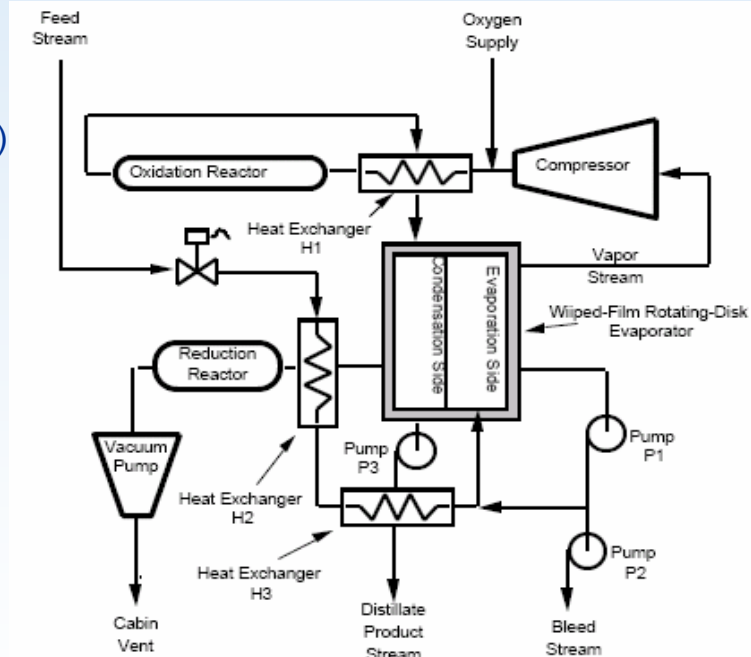 Feed
Stream
Oxygen
Supply
)
Oxidation Reactor
Compressor
Heat Exchanger
H1
Vapor
Stream
Condensation Side
Evaporation Side
Wiiped-Film Rotating-Disk
Evaporator
Reduction
Reactor
Vacuum
Pump
Pump
P3
Pump
P1
Heat Exchanger
H2
Heat Exchanger
H3
Pump
P2
Cabin
Vent
Distillate
Product
Stream
Bleed
Stream